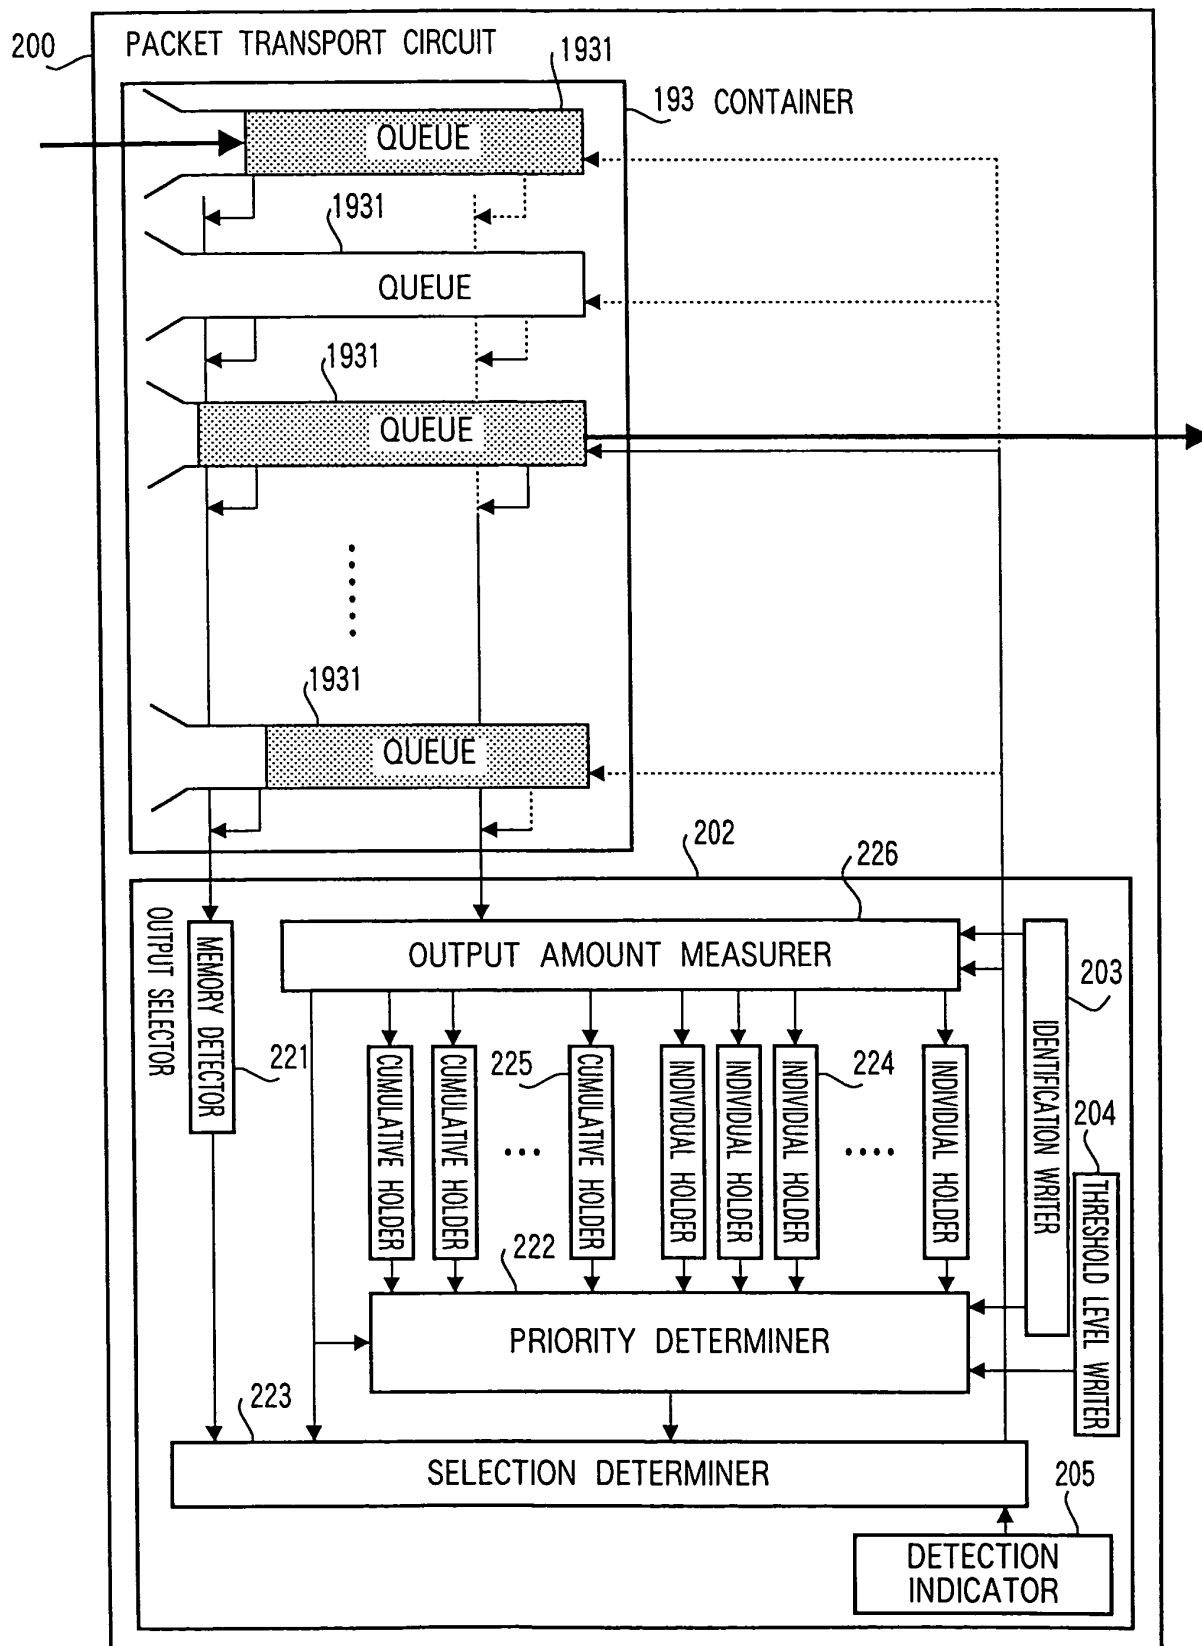 200
PACKET TRANSPORT CIRCUIT
1931
193 CONTAINER
QUEUE
1931
QUEUE
1931
QUEUE
1931
QUEUE
202
226
OUTPUT SELECTOR
MEMORY DETECTOR
221
OUTPUT AMOUNT MEASURER
203
IDENTIFICATION WRITER
CUMULATIVE HOLDER
CUMULATIVE HOLDER
225
CUMULATIVE HOLDER
INDIVIDUAL HOLDER
INDIVIDUAL HOLDER
INDIVIDUAL HOLDER
224
INDIVIDUAL HOLDER
204
THRESHOLD LEVEL WRITER
222
PRIORITY DETERMINER
223
SELECTION DETERMINER
205
DETECTION
INDICATOR